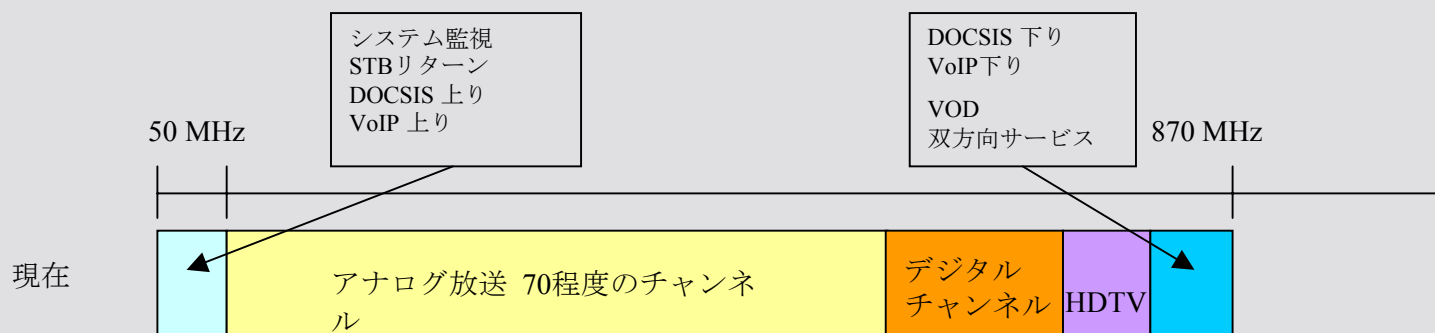 システム監視
STBリターン
DOCSIS 上り
VoIP 上り
DOCSIS 下り
VoIP下り
VOD
双方向サービス
50 MHz
870 MHz
現在
アナログ放送 70程度のチャンネ
ル
デジタル
チャンネル
HDTV